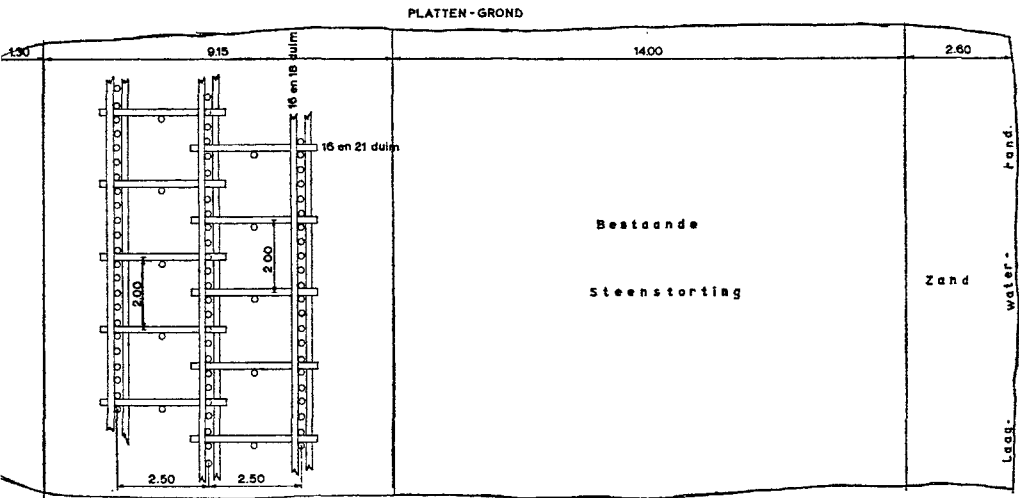 PLATTEN-GROND
1.30 9.15 14.00 2.60
16 en 18 duim
16 en 21 duim
Bestaande
Steenstorting
Zand
Laag- water- rand.
2.00
2.00
2.50 2.50